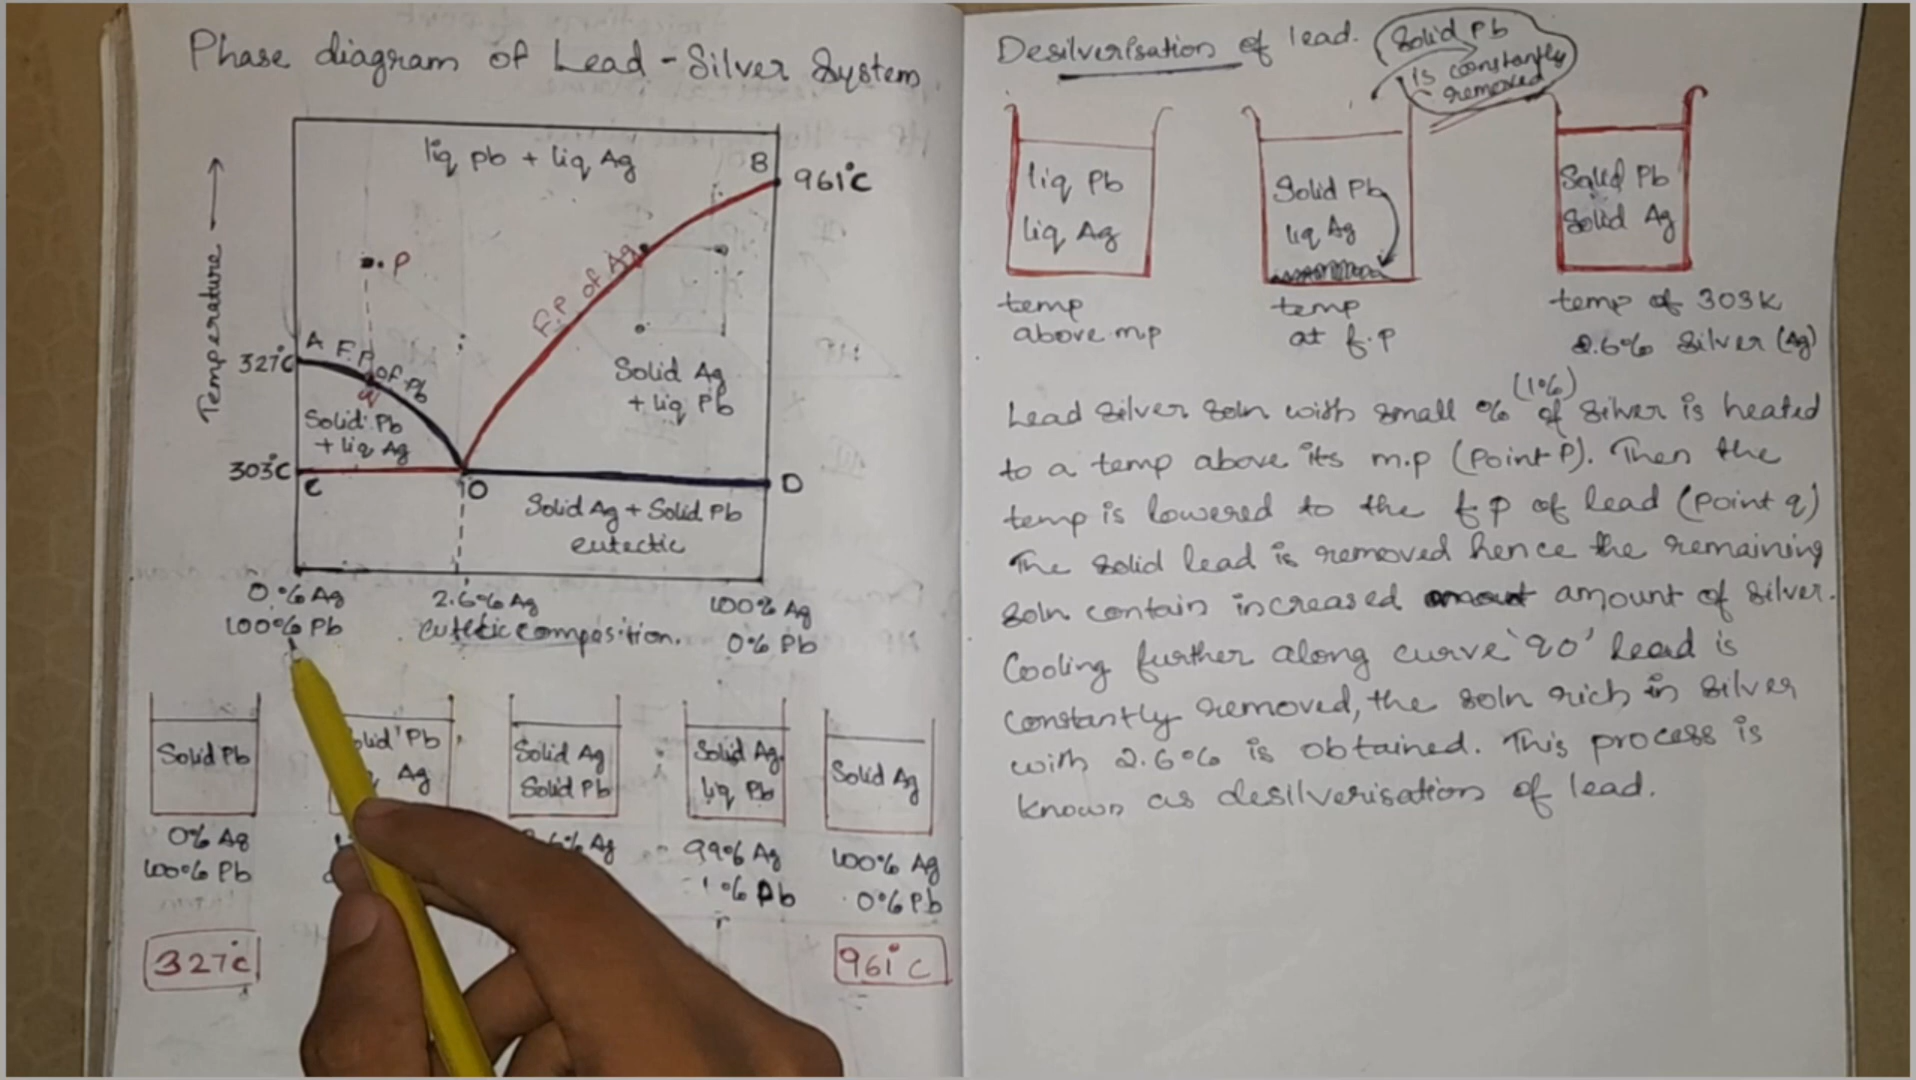 Phase diagram of Lead - Silver System
liq pb + liq Ag
B
961°C
Temperature
P
F.P of Ag
A F.P of Pb
327°C
q
Solid Pb
+ liq Ag
Solid Ag
+ liq Pb
303°C
C
O
D
Solid Ag + Solid Pb
eutectic
0% Ag
100% Pb
2.6% Ag
eutectic composition.
100% Ag
0% Pb
Solid Pb
Pb
Ag
Solid Ag
Solid Pb
Solid Ag
liq Pb
Solid Ag
0% Ag
100% Pb
6% Ag
99% Ag
1% Pb
100% Ag
0% Pb
327°C
961°C
Desilverisation of lead.
Solid Pb
is constantly
removed
liq Pb
liq Ag
Solid Pb
liq Ag
Solid Pb
Solid Ag
temp
above m.p
temp
at f.p
temp of 303K
2.6% Silver (Ag)
(1%)
Lead silver soln with small % of silver is heated
to a temp above its m.p (Point P). Then the
temp is lowered to the f p of lead (point q)
The solid lead is removed hence the remaining
soln contain increased amount of silver.
Cooling further along curve 'qo' lead is
constantly removed, the soln rich in silver
with 2.6% is obtained. This process is
known as desilverisation of lead.